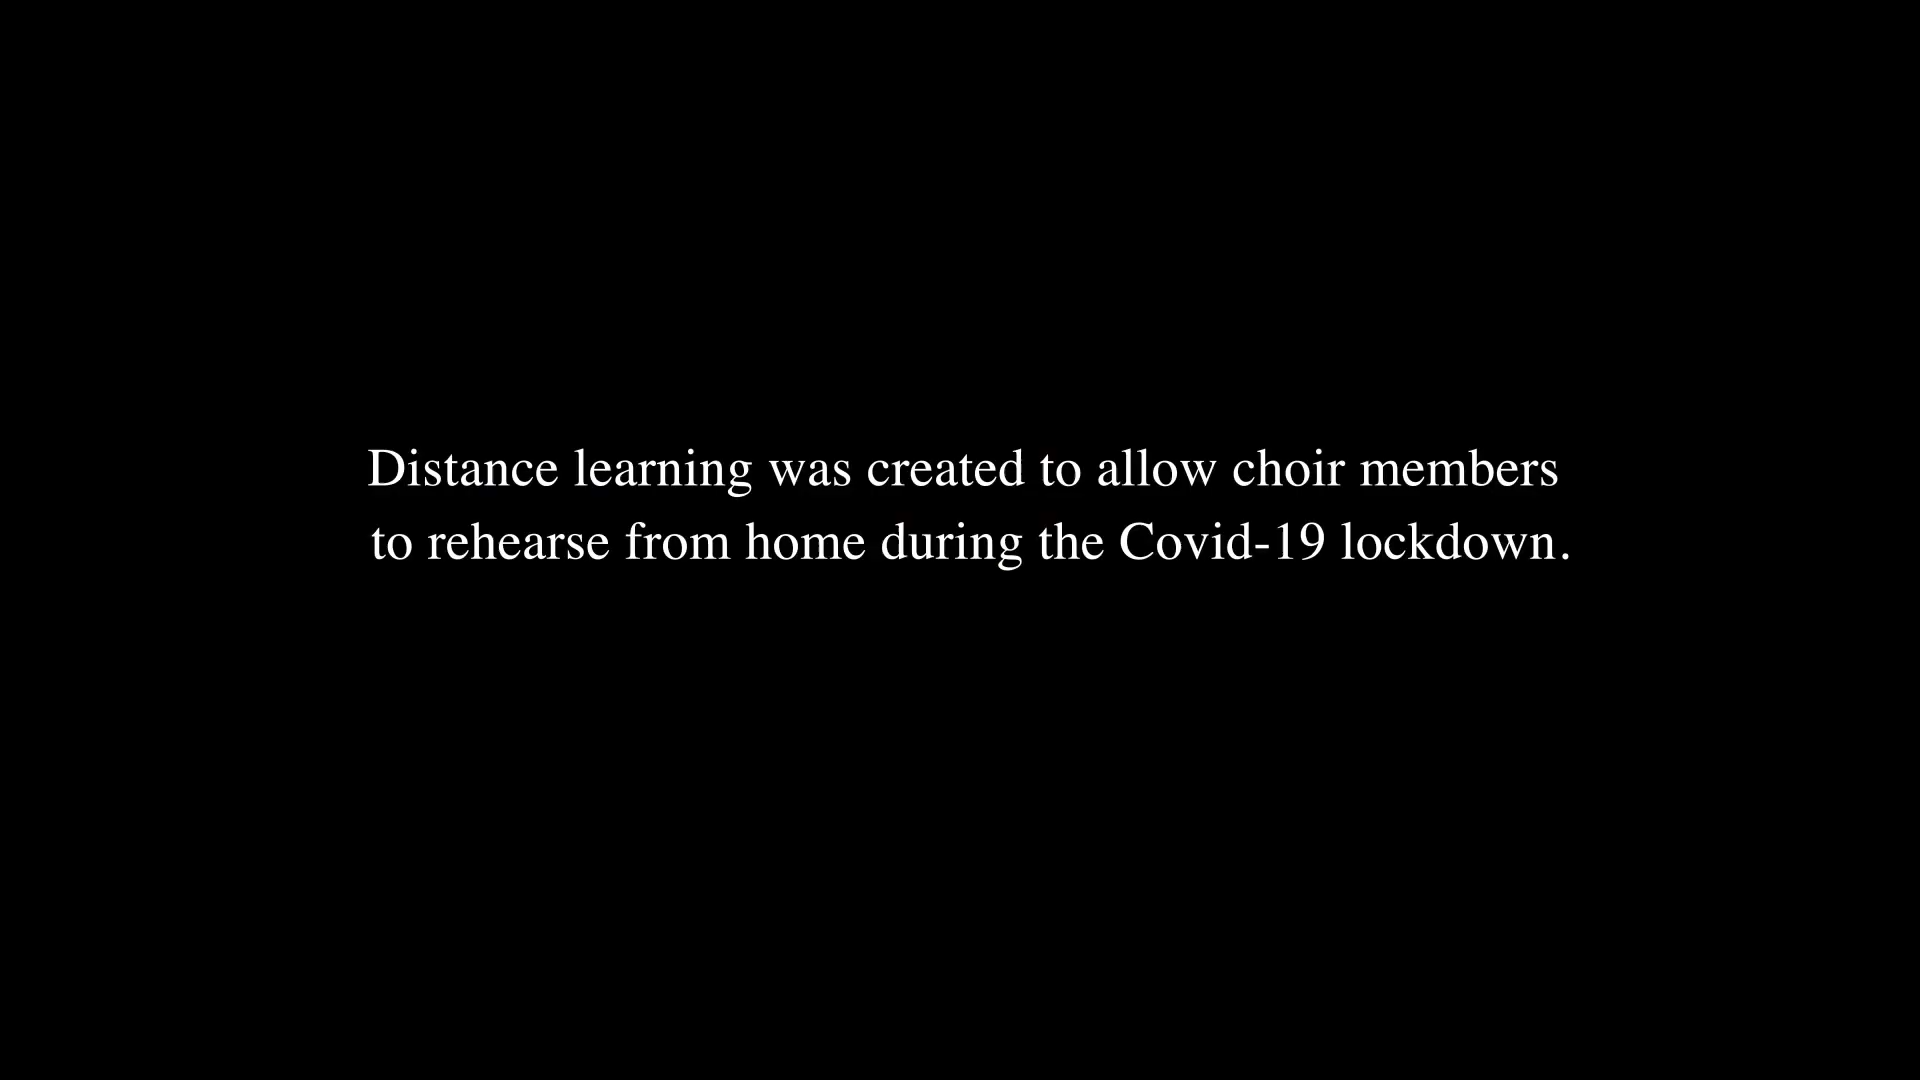 Distance learning was created to allow choir members
to rehearse from home during the Covid-19 lockdown.